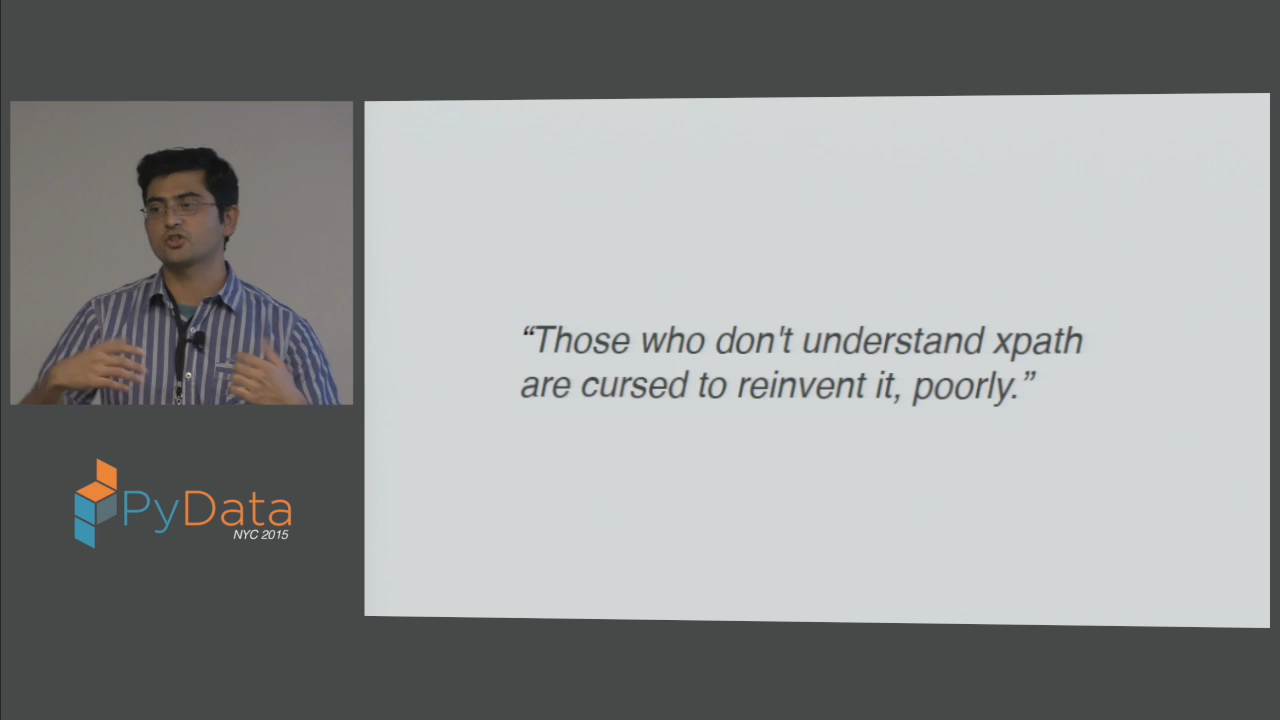 “Those who don't understand xpath
are cursed to reinvent it, poorly.”
PyData
NYC 2015